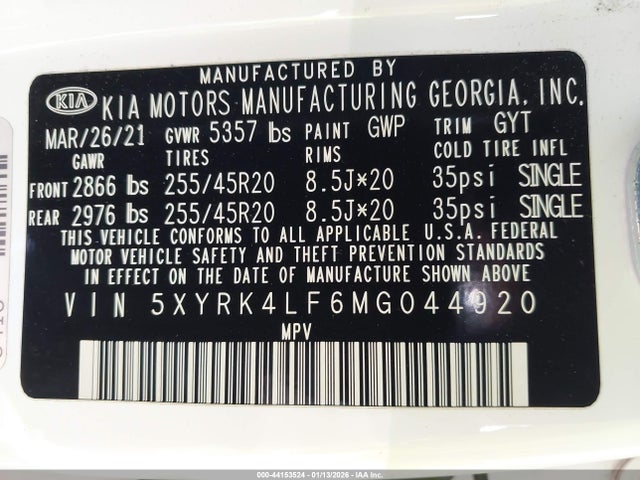 MANUFACTURED BY
KIA KIA MOTORS MANUFACTURING GEORGIA, INC.
MAR/26/21 GVWR 5357 lbs PAINT GWP TRIM GYT
GAWR TIRES RIMS COLD TIRE INFL
FRONT 2866 lbs 255/45R20 8.5J*20 35psi SINGLE
REAR 2976 lbs 255/45R20 8.5J*20 35psi SINGLE
THIS VEHICLE CONFORMS TO ALL APPLICABLE U.S.A. FEDERAL
MOTOR VEHICLE SAFETY AND THEFT PREVENTION STANDARDS
IN EFFECT ON THE DATE OF MANUFACTURE SHOWN ABOVE
VIN 5XYRK4LF6MG044920
MPV
000-44153524 - 01/13/2026 - IAAI.COM